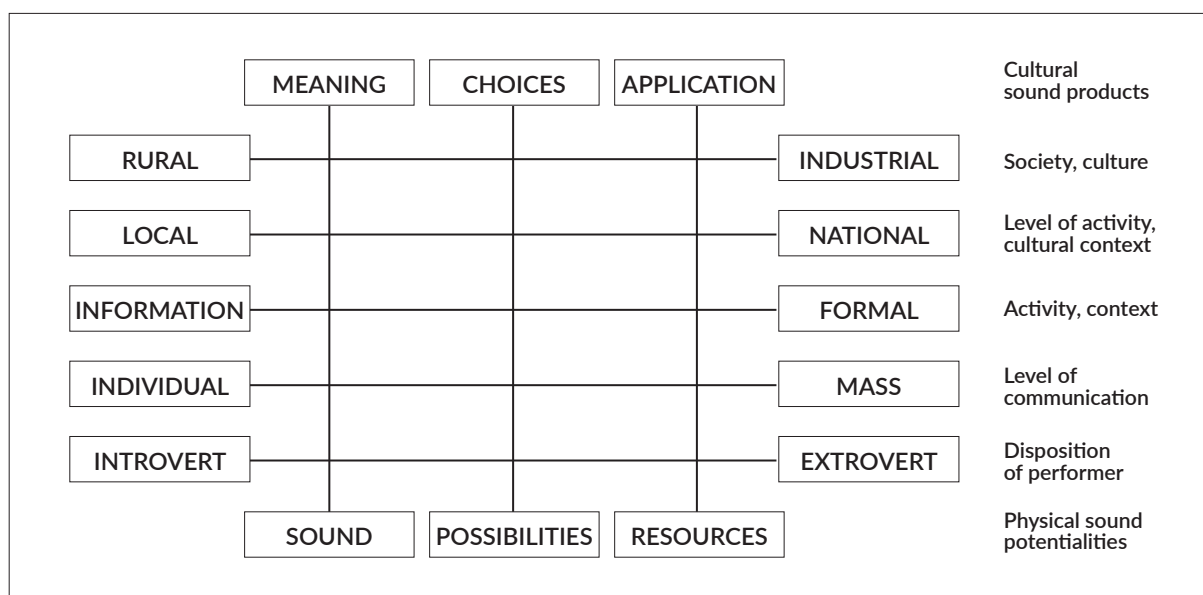 MEANING CHOICES APPLICATION Cultural
sound products
RURAL INDUSTRIAL Society, culture
LOCAL NATIONAL Level of activity,
cultural context
INFORMATION FORMAL Activity, context
INDIVIDUAL MASS Level of
communication
INTROVERT EXTROVERT Disposition
of performer
SOUND POSSIBILITIES RESOURCES Physical sound
potentialities